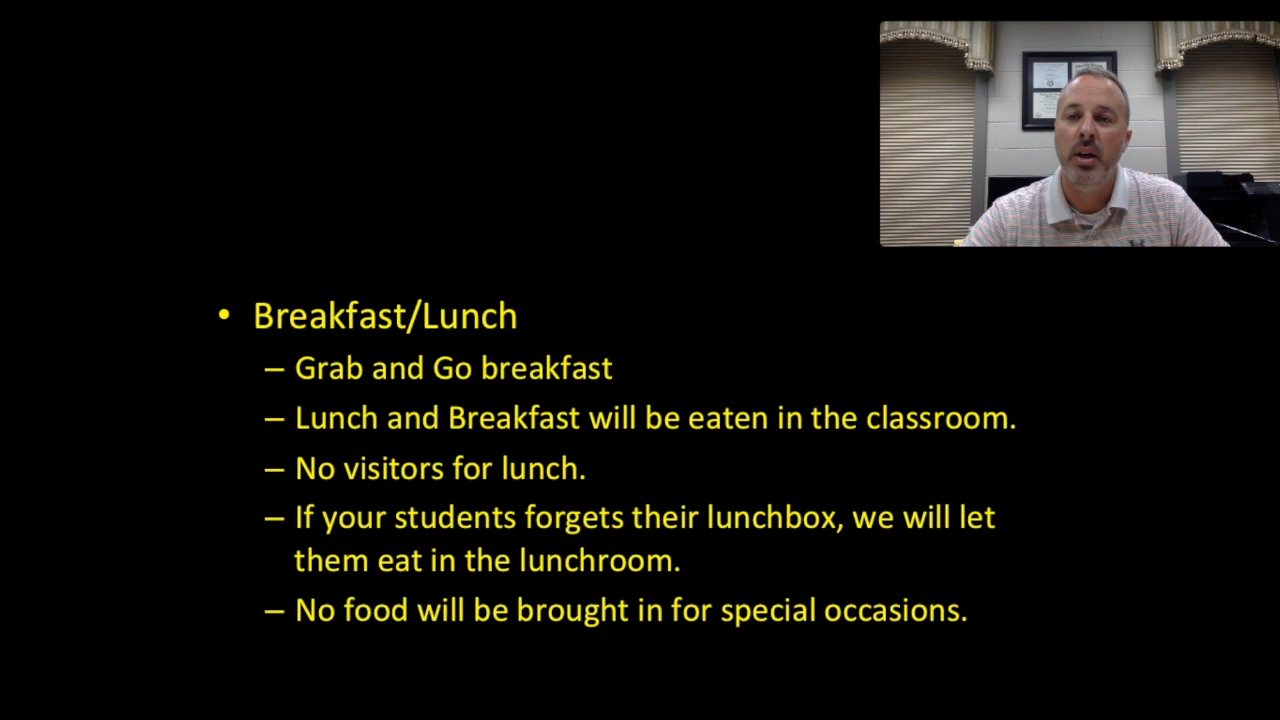 • Breakfast/Lunch
– Grab and Go breakfast
– Lunch and Breakfast will be eaten in the classroom.
– No visitors for lunch.
– If your students forgets their lunchbox, we will let
them eat in the lunchroom.
– No food will be brought in for special occasions.